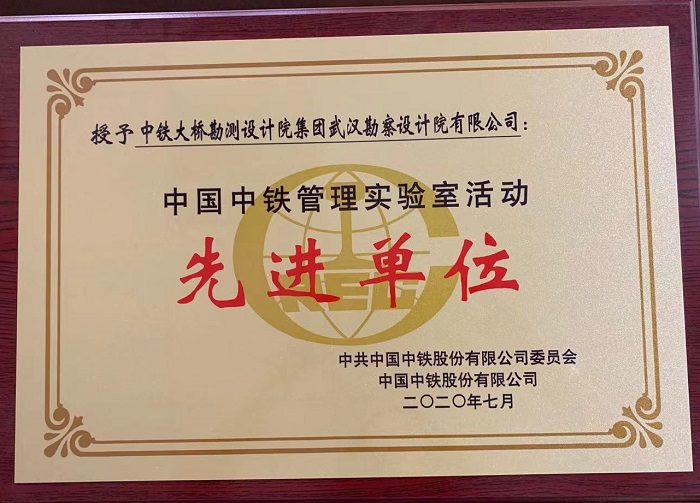 授予中铁大桥勘测设计院集团武汉勘察设计院有限公司：
中国中铁管理实验室活动
先进单位
中共中国中铁股份有限公司委员会
中国中铁股份有限公司
二〇二〇年七月